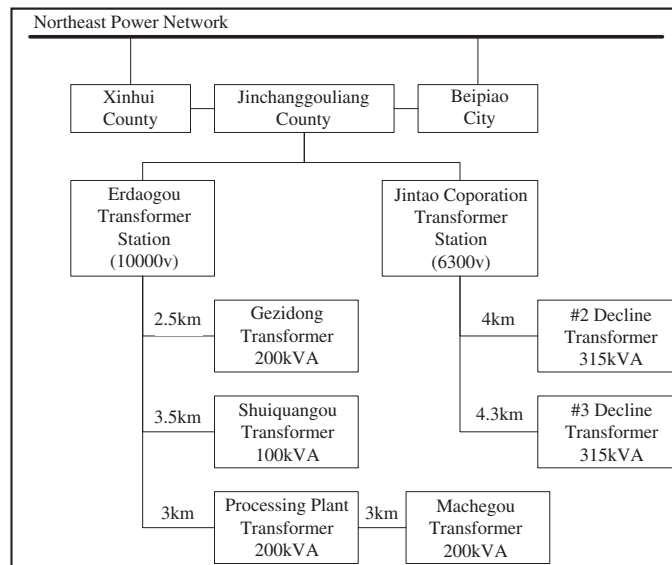 Northeast Power Network
Xinhui
County
Jinchanggouliang
County
Beipiao
City
Erdaogou
Transformer
Station
(10000v)
Jintao Coporation
Transformer
Station
(6300v)
2.5km
Gezidong
Transformer
200kVA
4km
#2 Decline
Transformer
315kVA
3.5km
Shuiquangou
Transformer
100kVA
4.3km
#3 Decline
Transformer
315kVA
3km
Processing Plant
Transformer
200kVA
3km
Machegou
Transformer
200kVA